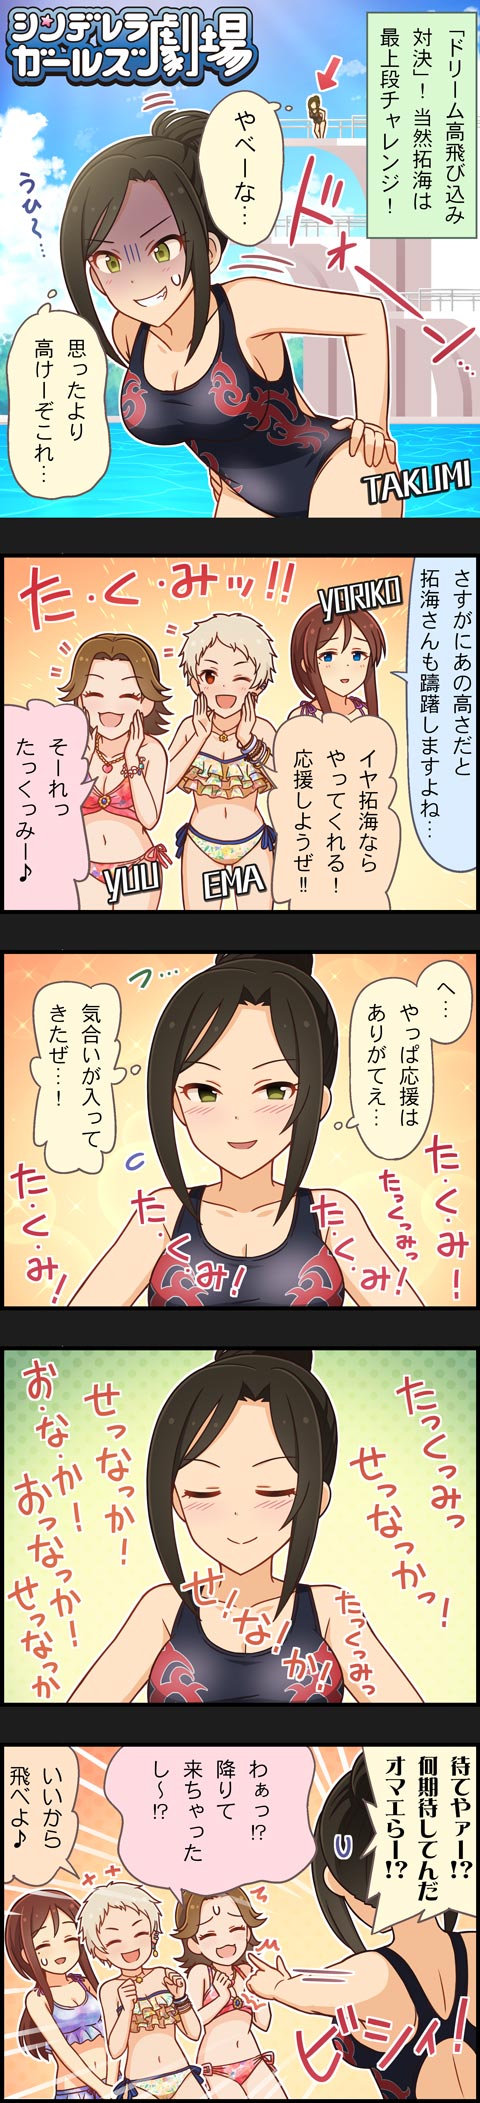 シンデレラ
ガールズ劇場
「ドリーム高飛び込み
対決」！当然拓海は
最上段チャレンジ！
やべーな…
ドォーン…
うひ〜…
思ったより
高けーぞこれ…
TAKUMI
さすがにあの高さだと
拓海さんも躊躇しますよね…
YORIKO
た・く・みッ!!
イヤ拓海なら
やってくれる！
応援しようぜ!!
EMA
そーれっ
たっくっみー♪
YUU
へ…
やっぱ応援は
ありがてえ…
フ…
気合いが入って
きたぜ…！
た・く・みー！
たっくっみっ
た・く・み！
た・く・み！
た・く・み！
たっくっみっ
せっなっかっ！
たっくっみっ
せ！な！か！
せっなっか！
お・な・か！
おっなっか！
せっなっか
待てやァー!?
何期待してんだ
オマエらー!?
わぁっ!?
降りて
来ちゃった
し〜!?
いいから
飛べよ♪
ビシィ！